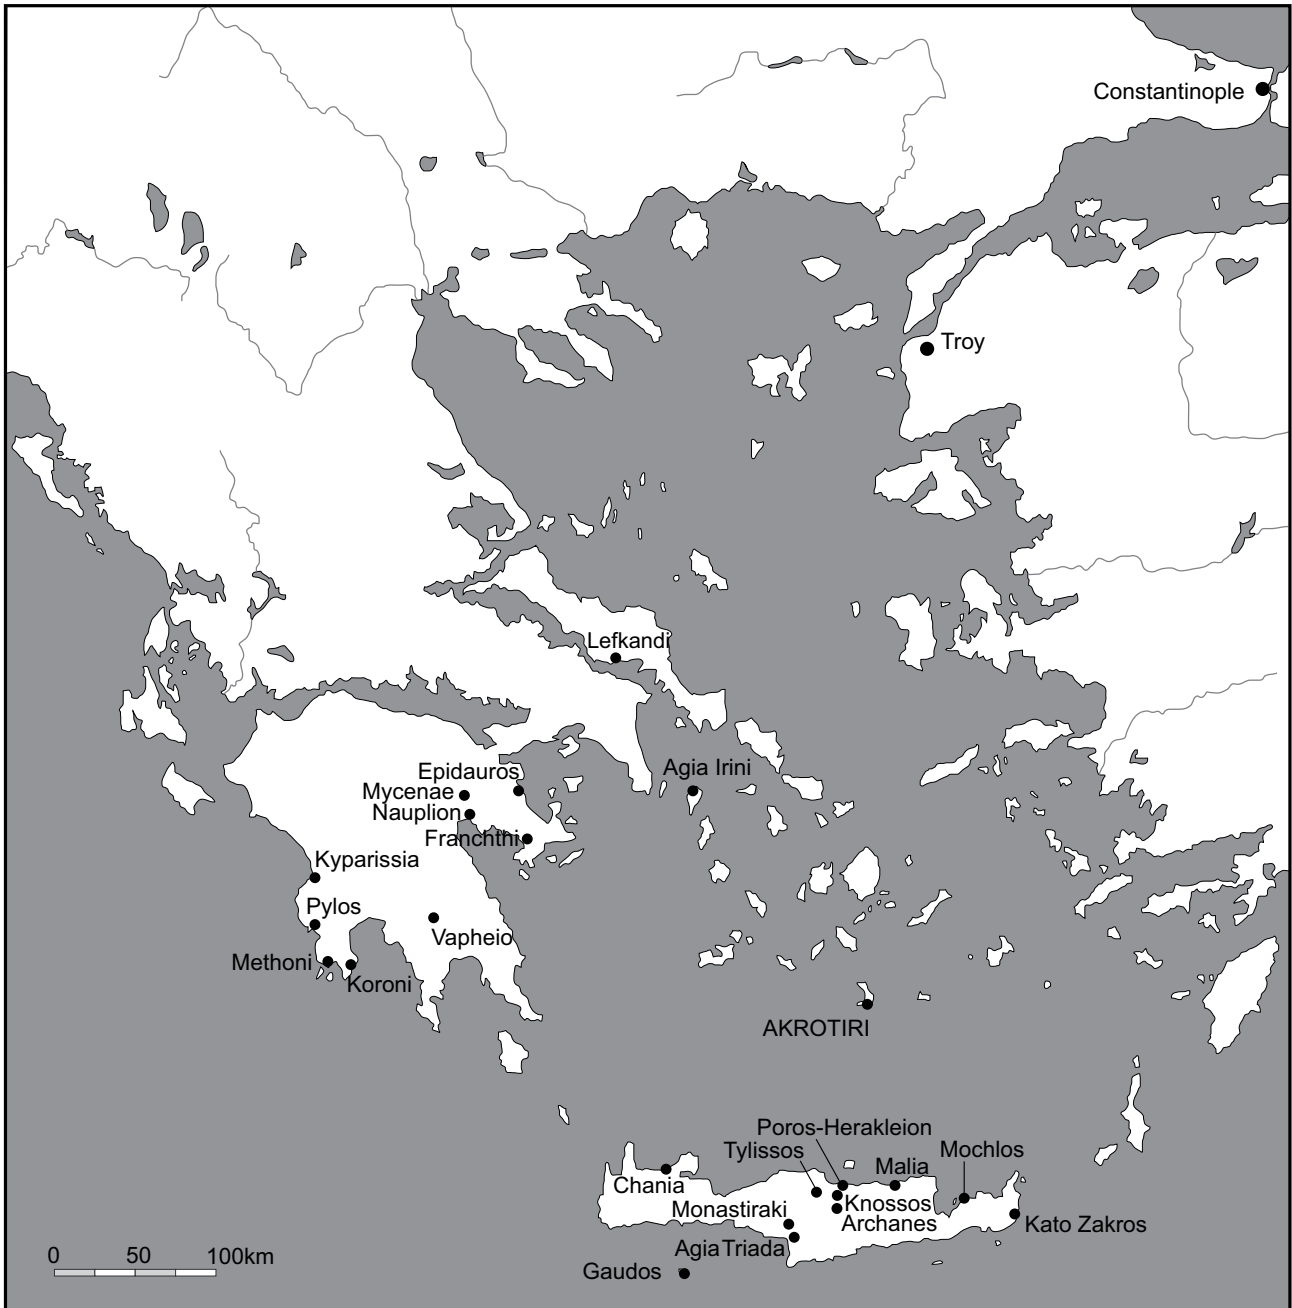 Constantinople
Troy
Lefkandi
Agia Irini
Epidauros
Mycenae
Nauplion
Franchthi
Kyparissia
Pylos
Vapheio
Methoni
Koroni
AKROTIRI
Poros-Herakleion
Tylissos
Mochlos
Malia
Chania
Knossos
Monastiraki
Archanes
Kato Zakros
Agia Triada
0 50 100km
Gaudos